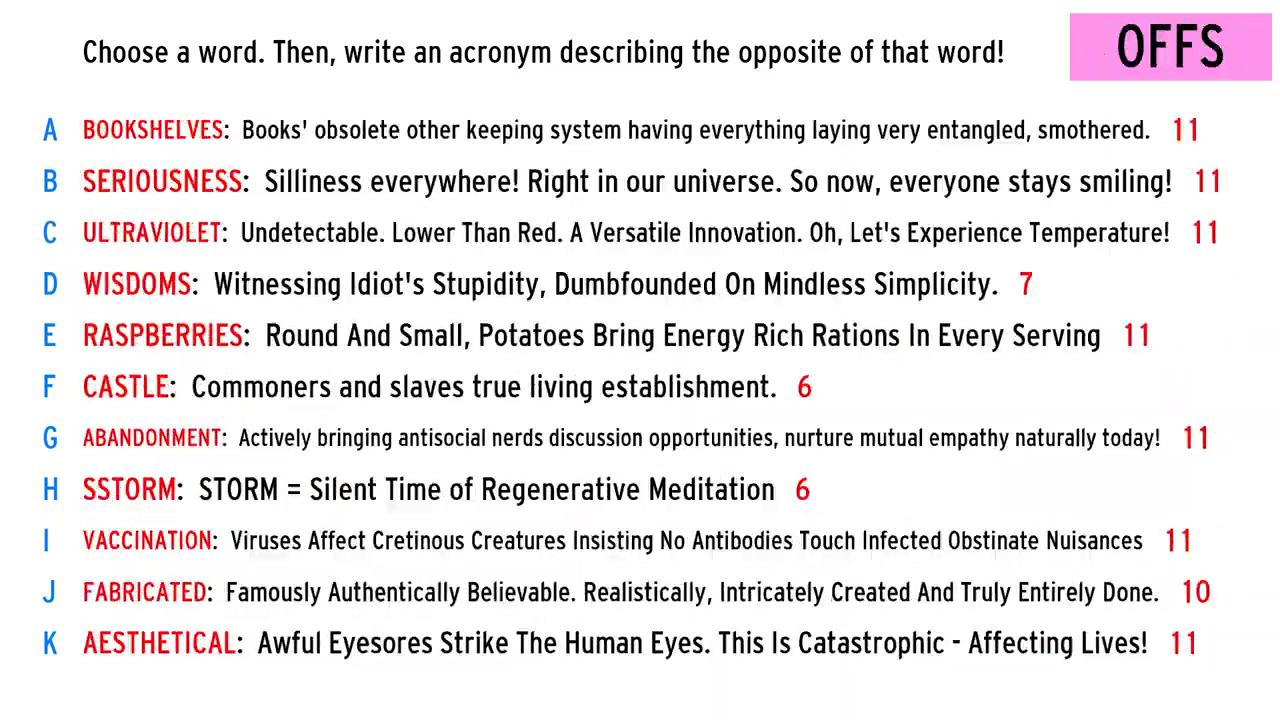 Choose a word. Then, write an acronym describing the opposite of that word! OFFS
A BOOKSHELVES: Books' obsolete other keeping system having everything laying very entangled, smothered. 11
B SERIOUSNESS: Silliness everywhere! Right in our universe. So now, everyone stays smiling! 11
C ULTRAVIOLET: Undetectable. Lower Than Red. A Versatile Innovation. Oh, Let's Experience Temperature! 11
D WISDOMS: Witnessing Idiot's Stupidity, Dumbfounded On Mindless Simplicity. 7
E RASPBERRIES: Round And Small, Potatoes Bring Energy Rich Rations In Every Serving 11
F CASTLE: Commoners and slaves true living establishment. 6
G ABANDONMENT: Actively bringing antisocial nerds discussion opportunities, nurture mutual empathy naturally today! 11
H SSTORM: STORM = Silent Time of Regenerative Meditation 6
I VACCINATION: Viruses Affect Cretinous Creatures Insisting No Antibodies Touch Infected Obstinate Nuisances 11
J FABRICATED: Famously Authentically Believable. Realistically, Intricately Created And Truly Entirely Done. 10
K AESTHETICAL: Awful Eyesores Strike The Human Eyes. This Is Catastrophic - Affecting Lives! 11